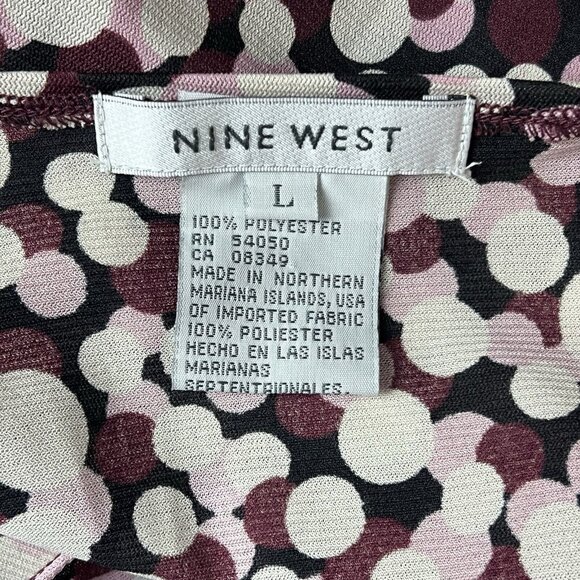 NINE WEST
L
100% POLYESTER
RN 54050
CA 08349
MADE IN NORTHERN
MARIANA ISLANDS, USA
OF IMPORTED FABRIC
100% POLIESTER
HECHO EN LAS ISLAS
MARIANAS
SEPTENTRIONALES,